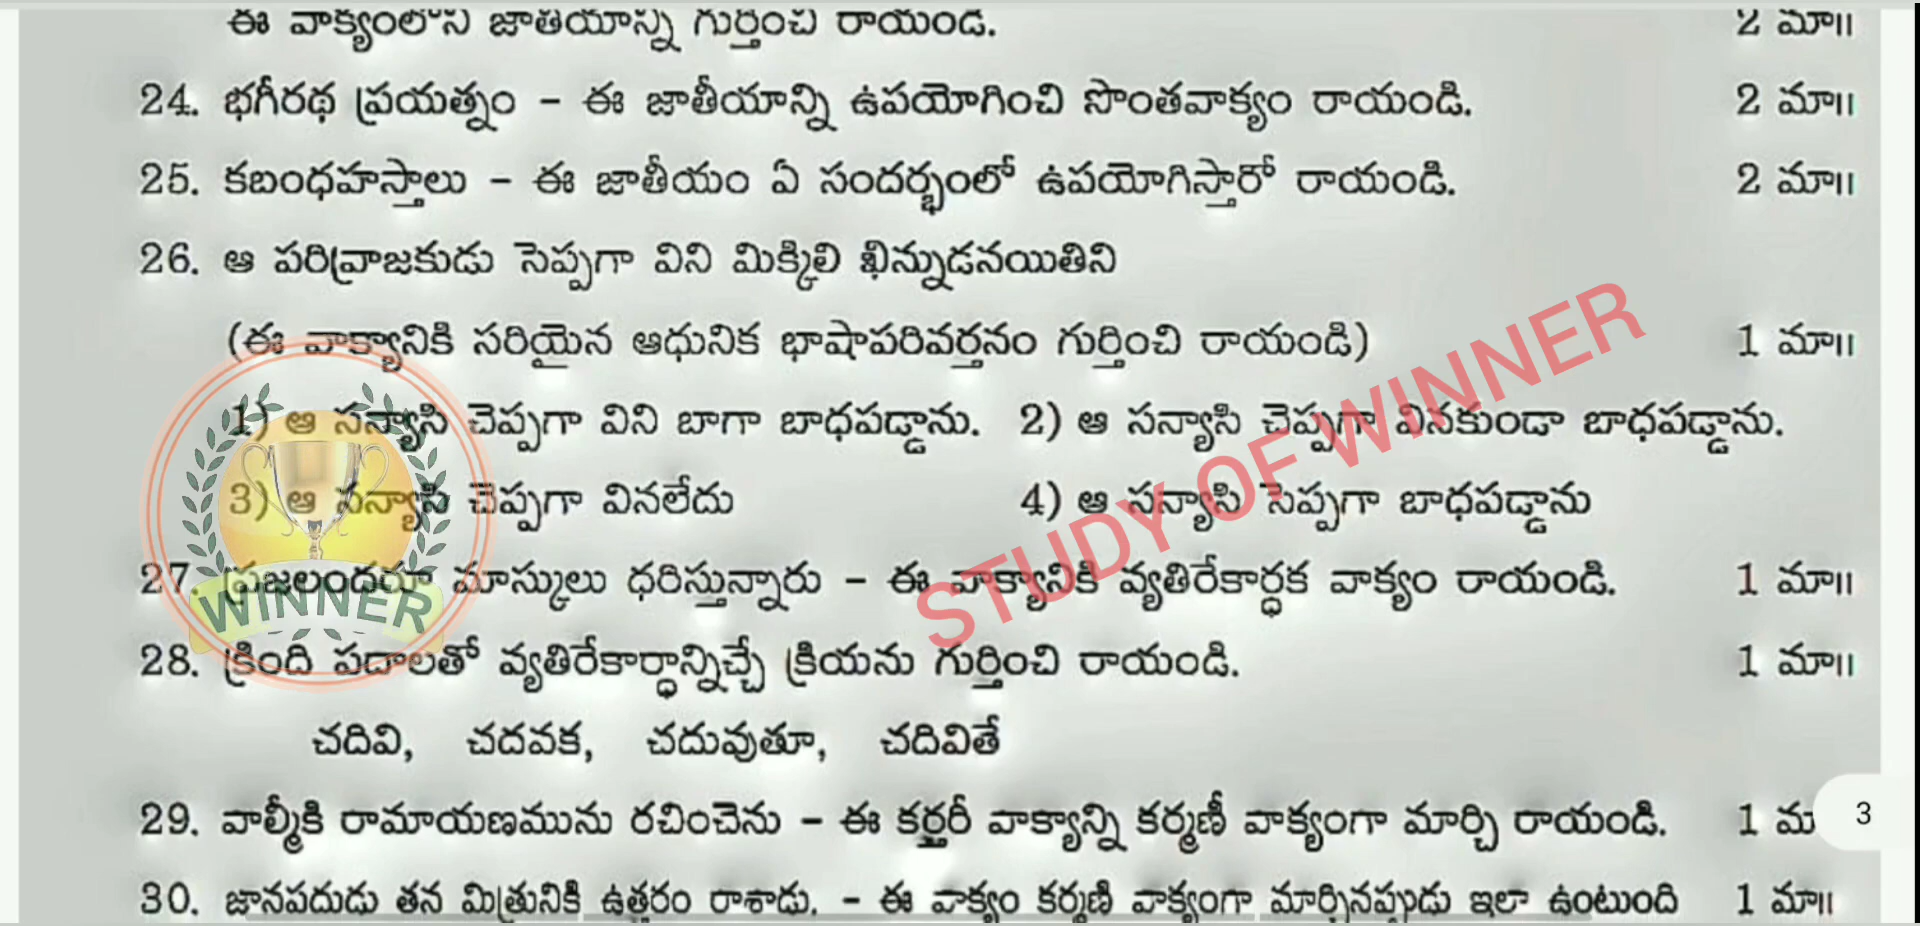 ఈ వాక్యంలోని జాతీయాన్ని గుర్తించి రాయండి. 2 మా॥
24. భగీరథ ప్రయత్నం – ఈ జాతీయాన్ని ఉపయోగించి సొంతవాక్యం రాయండి. 2 మా॥
25. కబంధహస్తాలు – ఈ జాతీయం ఏ సందర్భంలో ఉపయోగిస్తారో రాయండి. 2 మా॥
26. ఆ పరివ్రాజకుడు సెప్పగా విని మిక్కిలి ఖిన్నుడనయితిని
(ఈ వాక్యానికి సరియైన ఆధునిక భాషాపరివర్తనం గుర్తించి రాయండి) 1 మా॥
1) ఆ సన్యాసి చెప్పగా విని బాగా బాధపడ్డాను. 2) ఆ సన్యాసి చెప్పగా వినకుండా బాధపడ్డాను.
3) ఆ సన్యాసి చెప్పగా వినలేదు 4) ఆ సన్యాసి సెప్పగా బాధపడ్డాను
27. ప్రజలందరూ మాస్కులు ధరిస్తున్నారు – ఈ వాక్యానికి వ్యతిరేకార్థక వాక్యం రాయండి. 1 మా॥
28. క్రింది పదాలతో వ్యతిరేకార్థాన్నిచ్చే క్రియను గుర్తించి రాయండి. 1 మా॥
చదివి, చదవక, చదువుతూ, చదివితే
29. వాల్మీకి రామాయణమును రచించెను – ఈ కర్తరీ వాక్యాన్ని కర్మణీ వాక్యంగా మార్చి రాయండి. 1 మ
30. జానపదుడు తన మిత్రునికి ఉత్తరం రాశాడు. – ఈ వాక్యం కర్మణి వాక్యంగా మార్చినప్పుడు ఇలా ఉంటుంది 1 మా॥
STUDY OF WINNER
WINNER
3